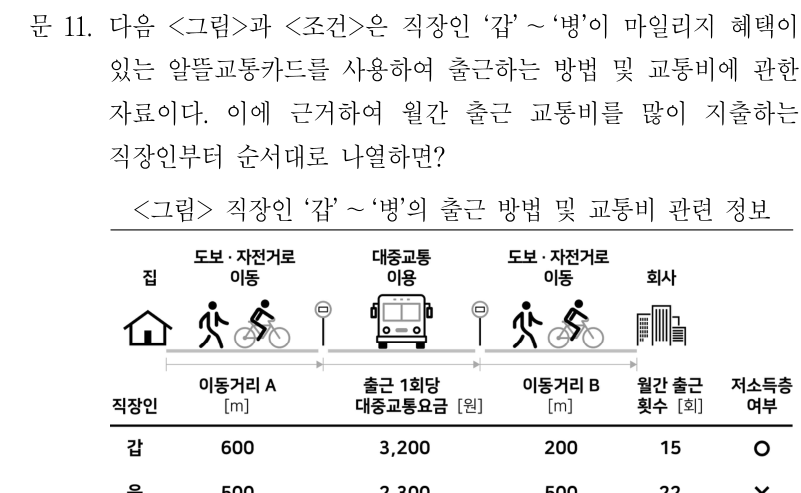 문 11. 다음 <그림>과 <조건>은 직장인 ‘갑’ ~ ‘병’이 마일리지 혜택이
있는 알뜰교통카드를 사용하여 출근하는 방법 및 교통비에 관한
자료이다. 이에 근거하여 월간 출근 교통비를 많이 지출하는
직장인부터 순서대로 나열하면?
<그림> 직장인 ‘갑’ ~ ‘병’의 출근 방법 및 교통비 관련 정보
집 도보·자전거로 이동 대중교통 이용 도보·자전거로 이동 회사
직장인 이동거리 A [m] 출근 1회당 대중교통요금 [원] 이동거리 B [m] 월간 출근 횟수 [회] 저소득층 여부
갑 600 3,200 200 15 O
을 500 2,300 500 22 X